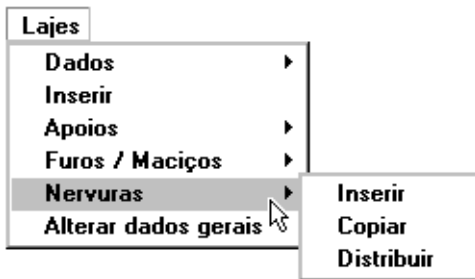 Lajes
Dados
Inserir
Apoios
Furos / Maciços
Nervuras
Alterar dados gerais
Inserir
Copiar
Distribuir